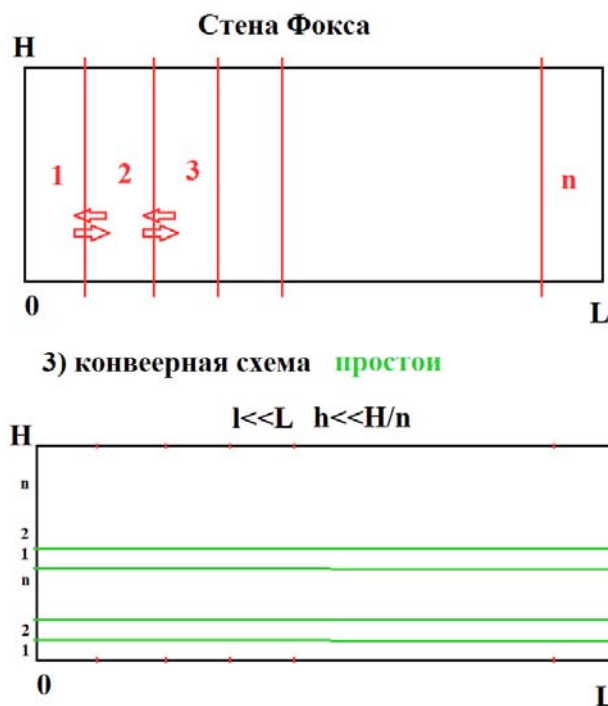 Стена Фокса
H
1 2 3 n
0 L
3) конвеерная схема простои
l<<L h<<H/n
H
n
2
1
n
2
1
0 L